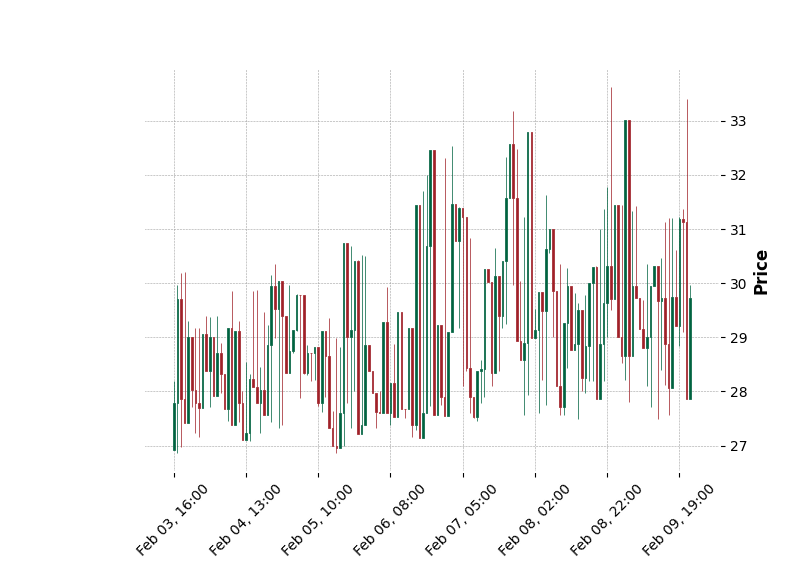 33
32
31
30
29
28
27
Price
Feb 03, 16:00
Feb 04, 13:00
Feb 05, 10:00
Feb 06, 08:00
Feb 07, 05:00
Feb 08, 02:00
Feb 08, 22:00
Feb 09, 19:00